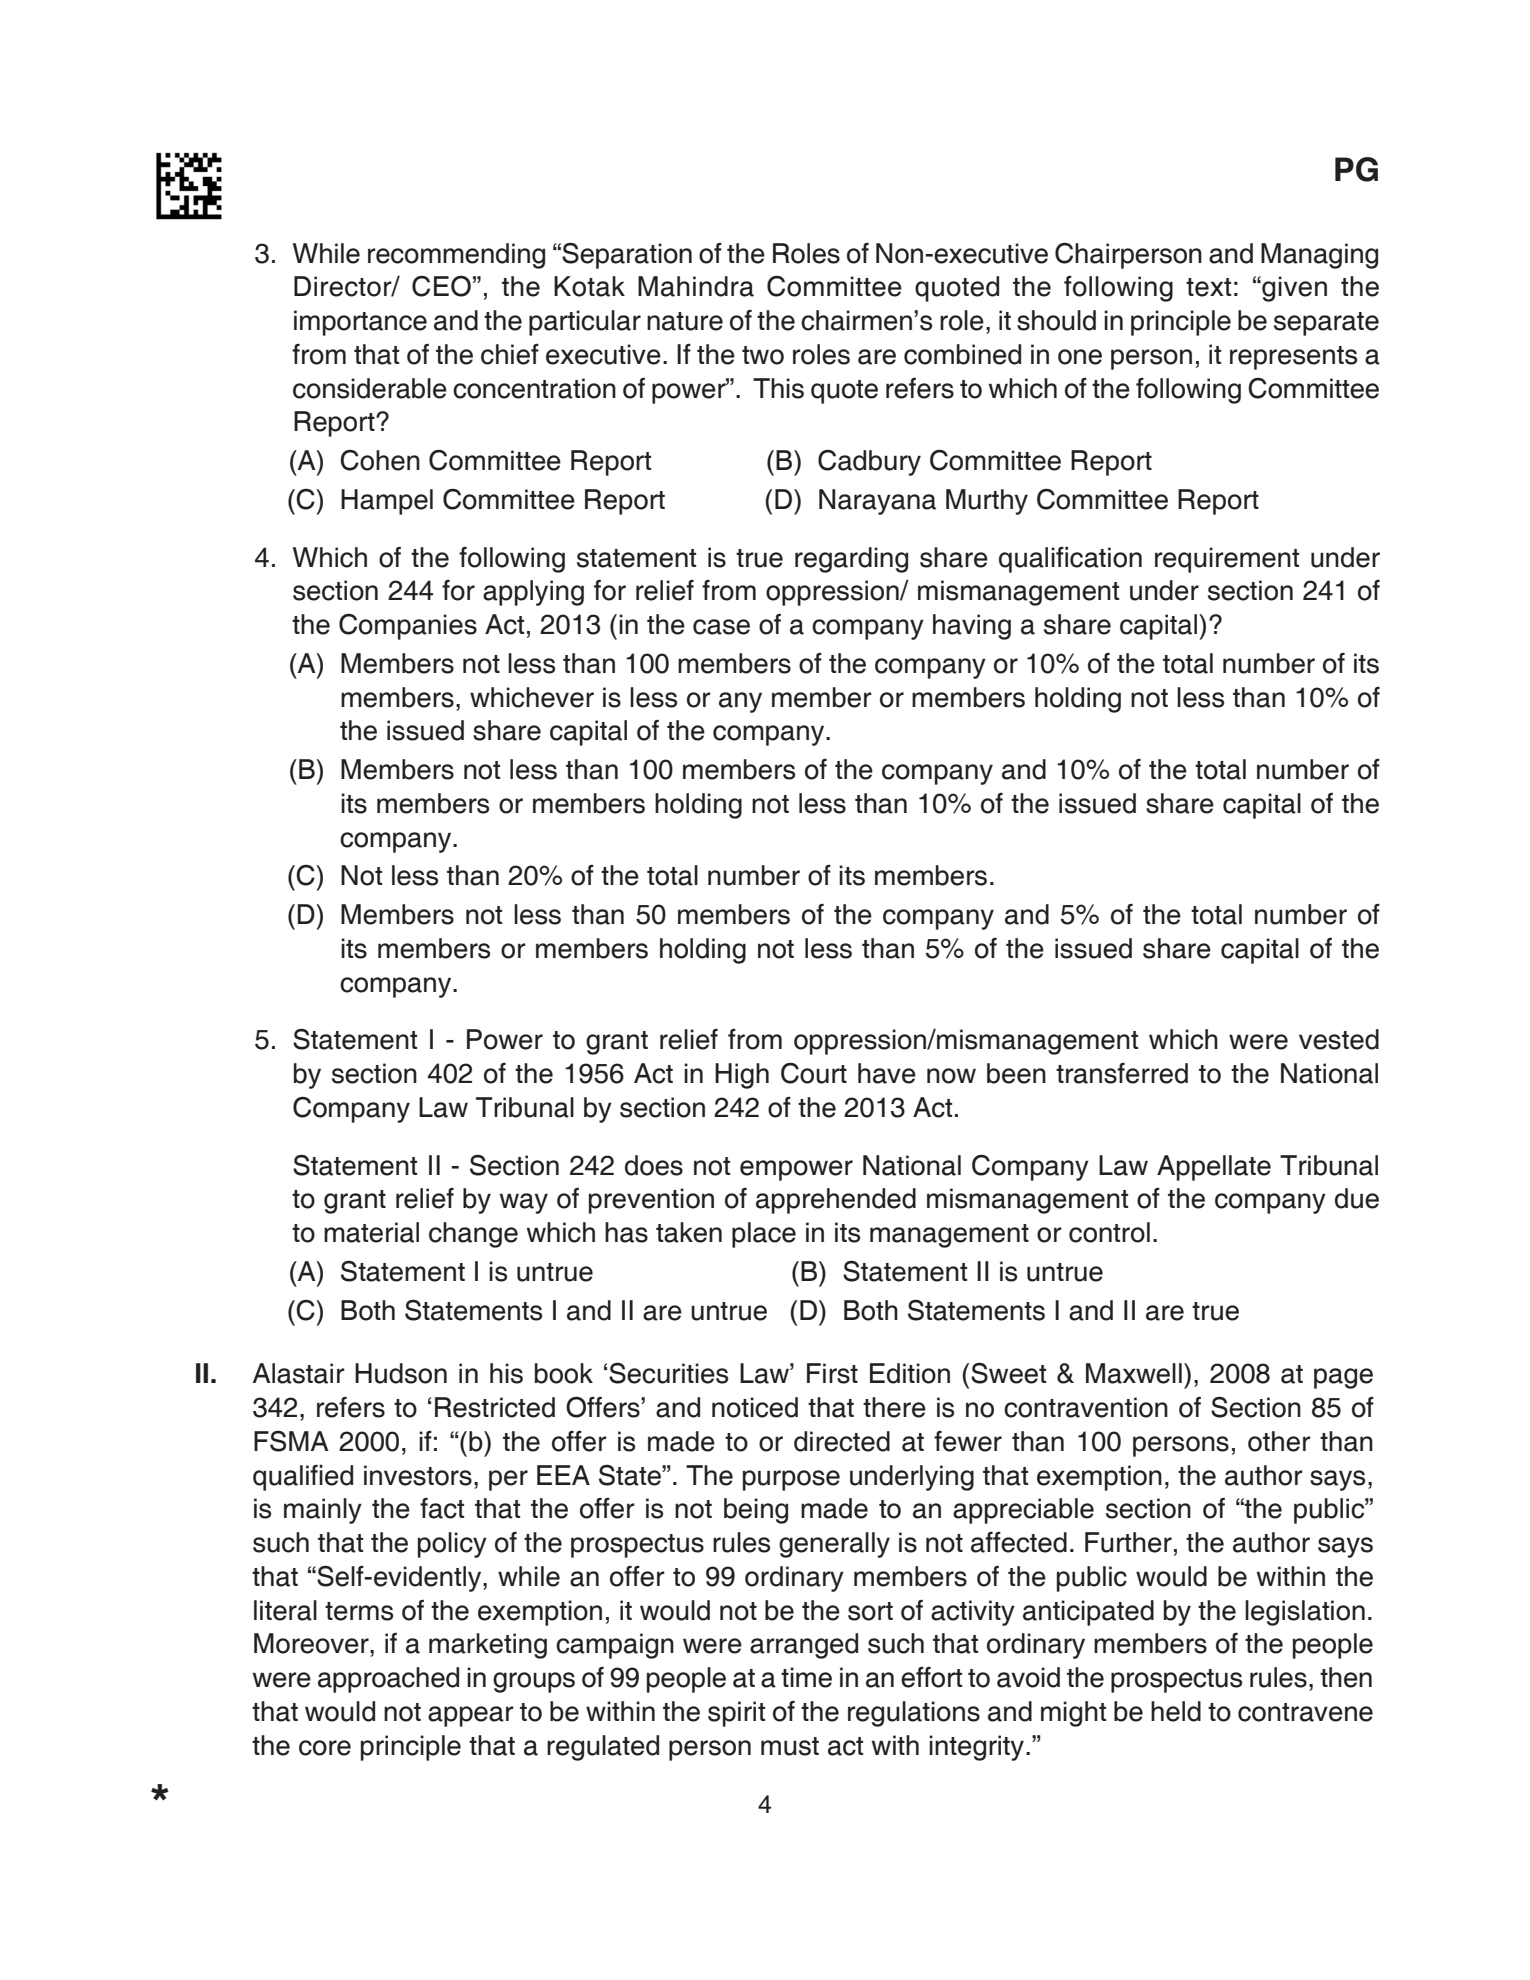 PG
3. While recommending “Separation of the Roles of Non-executive Chairperson and Managing
Director/ CEO”, the Kotak Mahindra Committee quoted the following text: “given the
importance and the particular nature of the chairmen’s role, it should in principle be separate
from that of the chief executive. If the two roles are combined in one person, it represents a
considerable concentration of power”. This quote refers to which of the following Committee
Report?
(A) Cohen Committee Report (B) Cadbury Committee Report
(C) Hampel Committee Report (D) Narayana Murthy Committee Report
4. Which of the following statement is true regarding share qualification requirement under
section 244 for applying for relief from oppression/ mismanagement under section 241 of
the Companies Act, 2013 (in the case of a company having a share capital)?
(A) Members not less than 100 members of the company or 10% of the total number of its
members, whichever is less or any member or members holding not less than 10% of
the issued share capital of the company.
(B) Members not less than 100 members of the company and 10% of the total number of
its members or members holding not less than 10% of the issued share capital of the
company.
(C) Not less than 20% of the total number of its members.
(D) Members not less than 50 members of the company and 5% of the total number of
its members or members holding not less than 5% of the issued share capital of the
company.
5. Statement I - Power to grant relief from oppression/mismanagement which were vested
by section 402 of the 1956 Act in High Court have now been transferred to the National
Company Law Tribunal by section 242 of the 2013 Act.
Statement II - Section 242 does not empower National Company Law Appellate Tribunal
to grant relief by way of prevention of apprehended mismanagement of the company due
to material change which has taken place in its management or control.
(A) Statement I is untrue (B) Statement II is untrue
(C) Both Statements I and II are untrue (D) Both Statements I and II are true
II. Alastair Hudson in his book ‘Securities Law’ First Edition (Sweet & Maxwell), 2008 at page
342, refers to ‘Restricted Offers’ and noticed that there is no contravention of Section 85 of
FSMA 2000, if: “(b) the offer is made to or directed at fewer than 100 persons, other than
qualified investors, per EEA State”. The purpose underlying that exemption, the author says,
is mainly the fact that the offer is not being made to an appreciable section of “the public”
such that the policy of the prospectus rules generally is not affected. Further, the author says
that “Self-evidently, while an offer to 99 ordinary members of the public would be within the
literal terms of the exemption, it would not be the sort of activity anticipated by the legislation.
Moreover, if a marketing campaign were arranged such that ordinary members of the people
were approached in groups of 99 people at a time in an effort to avoid the prospectus rules, then
that would not appear to be within the spirit of the regulations and might be held to contravene
the core principle that a regulated person must act with integrity.”
* 4